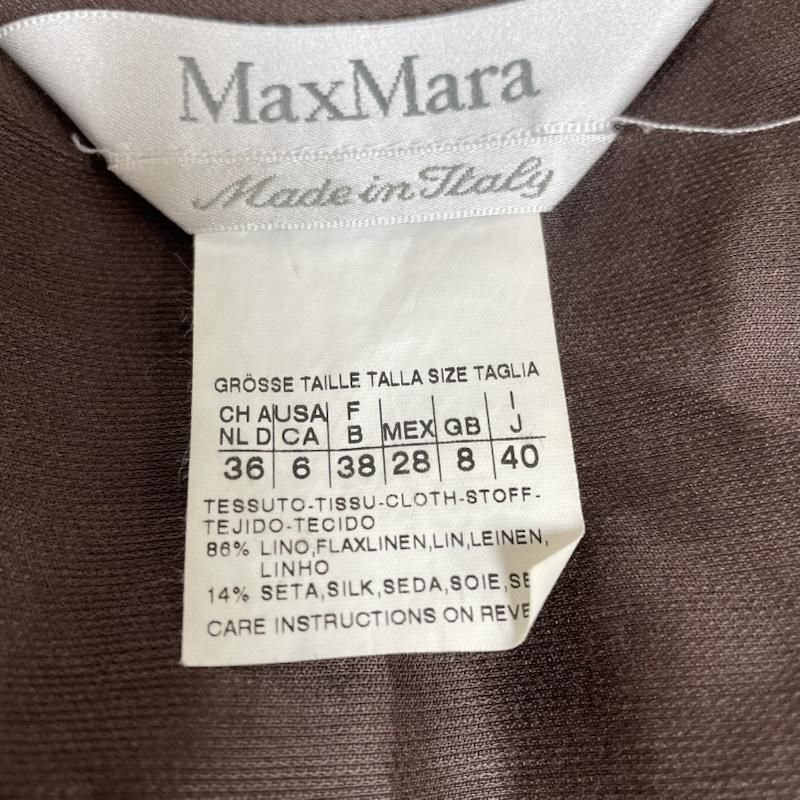 MaxMara
Made in Italy
GRÖSSE TAILLE TALLA SIZE TAGLIA
CH A USA F MEX GB I
NL D CA B J
36 6 38 28 8 40
TESSUTO-TISSU-CLOTH-STOFF-
TEJIDO-TECIDO
86% LINO,FLAXLINEN,LIN,LEINEN,
LINHO
14% SETA,SILK,SEDA,SOIE,
CARE INSTRUCTIONS ON